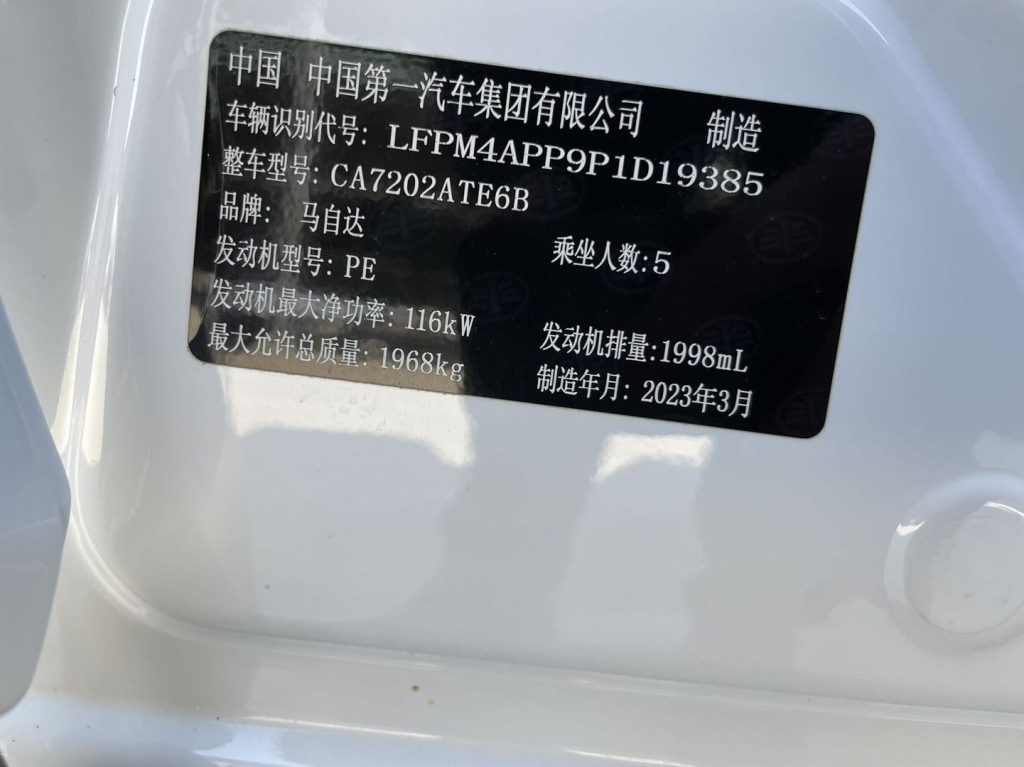 中国 中国第一汽车集团有限公司 制造
车辆识别代号: LFPM4APP9P1D19385
整车型号: CA7202ATE6B
品牌: 马自达 乘坐人数:5
发动机型号: PE
发动机最大净功率: 116kW 发动机排量:1998mL
最大允许总质量: 1968kg 制造年月: 2023年3月